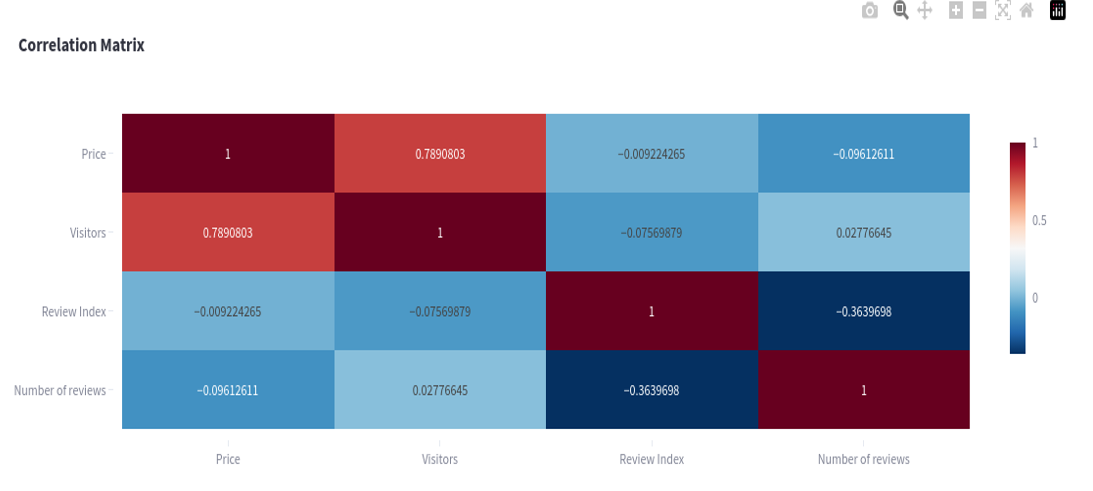 Correlation Matrix
Price 1 0.7890803 −0.009224265 −0.09612611
Visitors 0.7890803 1 −0.07569879 0.02776645
Review Index −0.009224265 −0.07569879 1 −0.3639698
Number of reviews −0.09612611 0.02776645 −0.3639698 1
Price Visitors Review Index Number of reviews
1
0.5
0